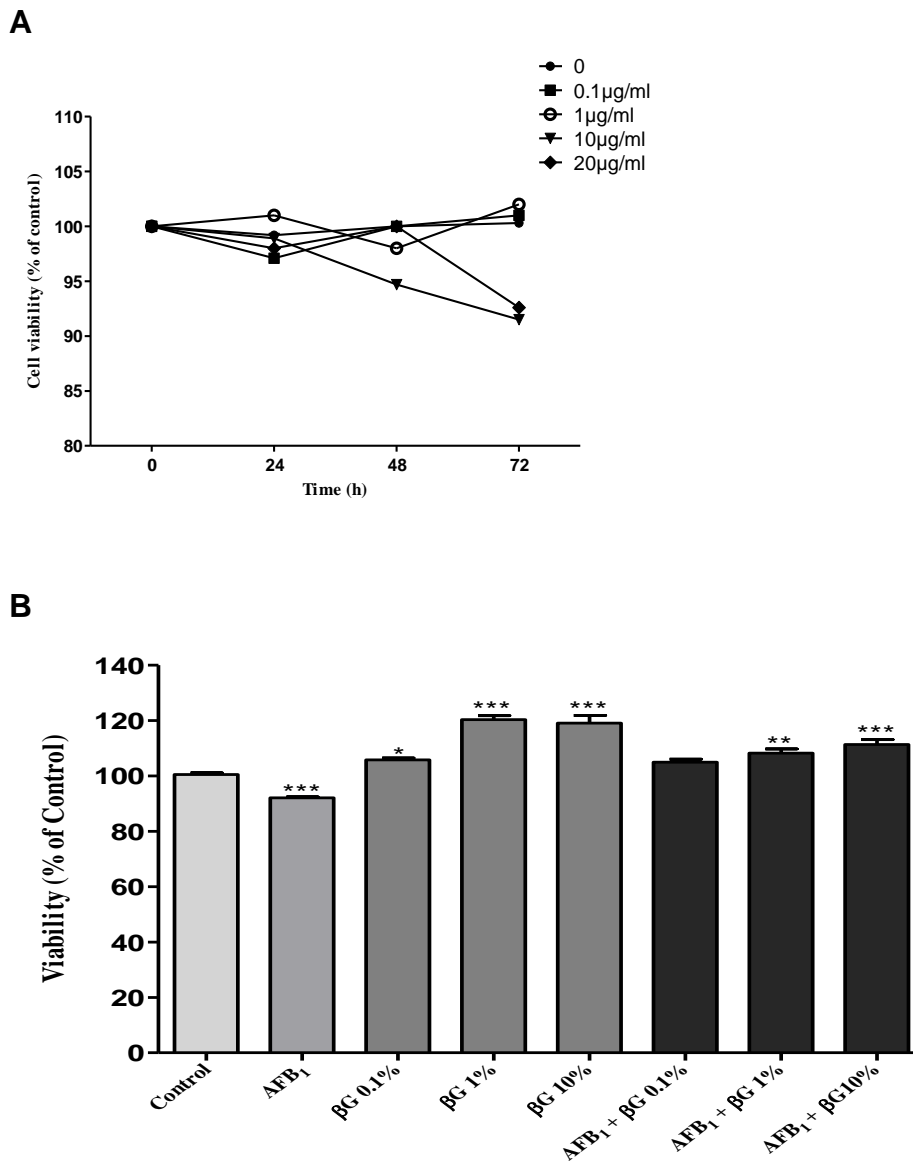 A
0
0.1µg/ml
1µg/ml
10µg/ml
20µg/ml
110
105
100
95
90
85
80
Cell viability (% of control)
0 24 48 72
Time (h)
B
140
120
100
80
60
40
20
0
Viability (% of Control)
***
*
***
***
**
***
Control
AFB₁
βG 0.1%
βG 1%
βG 10%
AFB₁ + βG 0.1%
AFB₁ + βG 1%
AFB₁ + βG10%